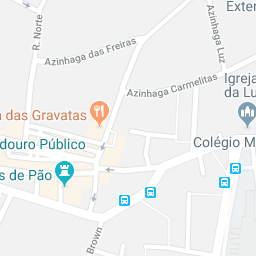 Exter
R. Norte
Azinhaga das Freiras
Azinhaga Luz
Azinhaga Carmelitas
Igreja
da Lu
a das Gravatas
Colégio M
douro Público
s de Pão
Brown